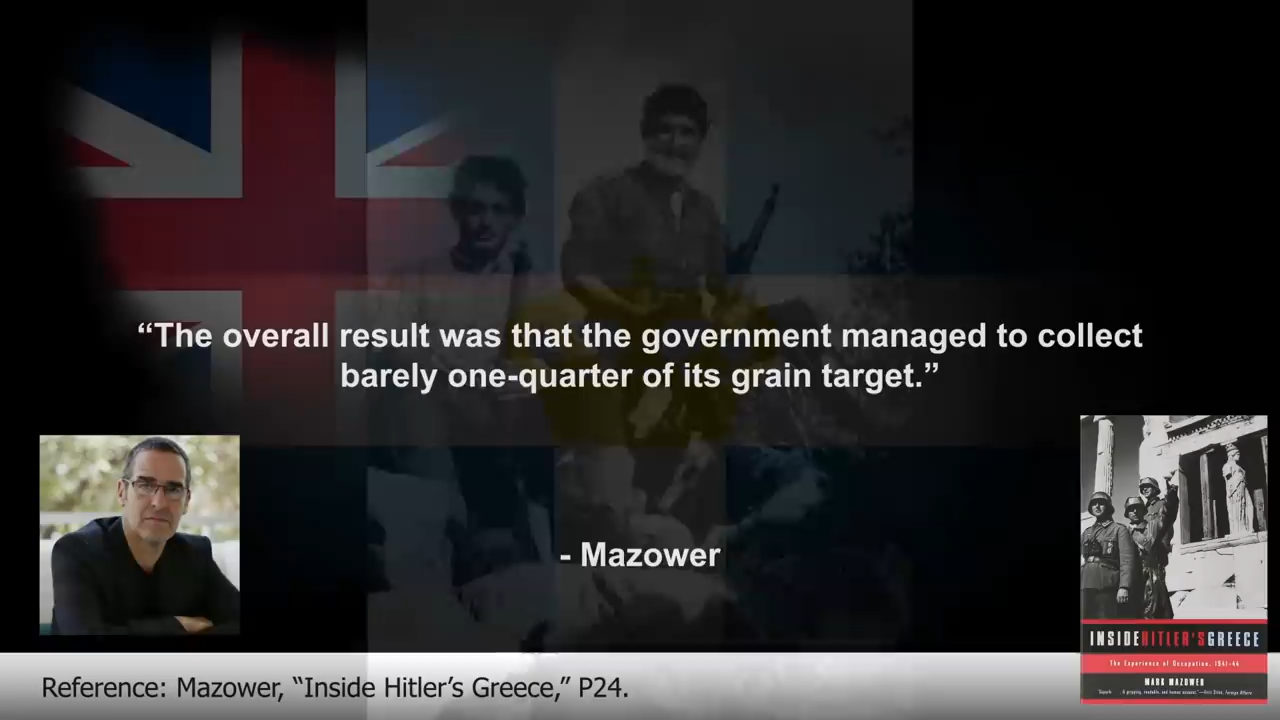 “The overall result was that the government managed to collect
barely one-quarter of its grain target.”
- Mazower
INSIDE HITLER'S GREECE
The Experience of Occupation, 1941-44
MARK MAZOWER
Reference: Mazower, “Inside Hitler’s Greece,” P24.